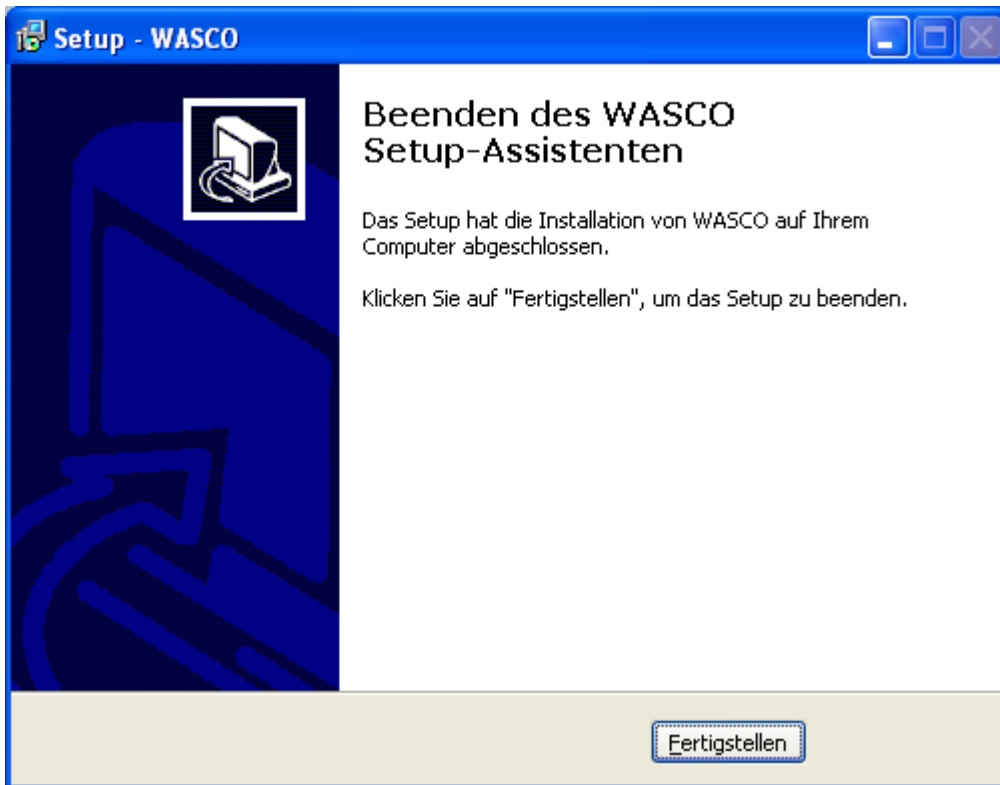 Setup - WASCO
Beenden des WASCO
Setup-Assistenten
Das Setup hat die Installation von WASCO auf Ihrem
Computer abgeschlossen.
Klicken Sie auf "Fertigstellen", um das Setup zu beenden.
Fertigstellen